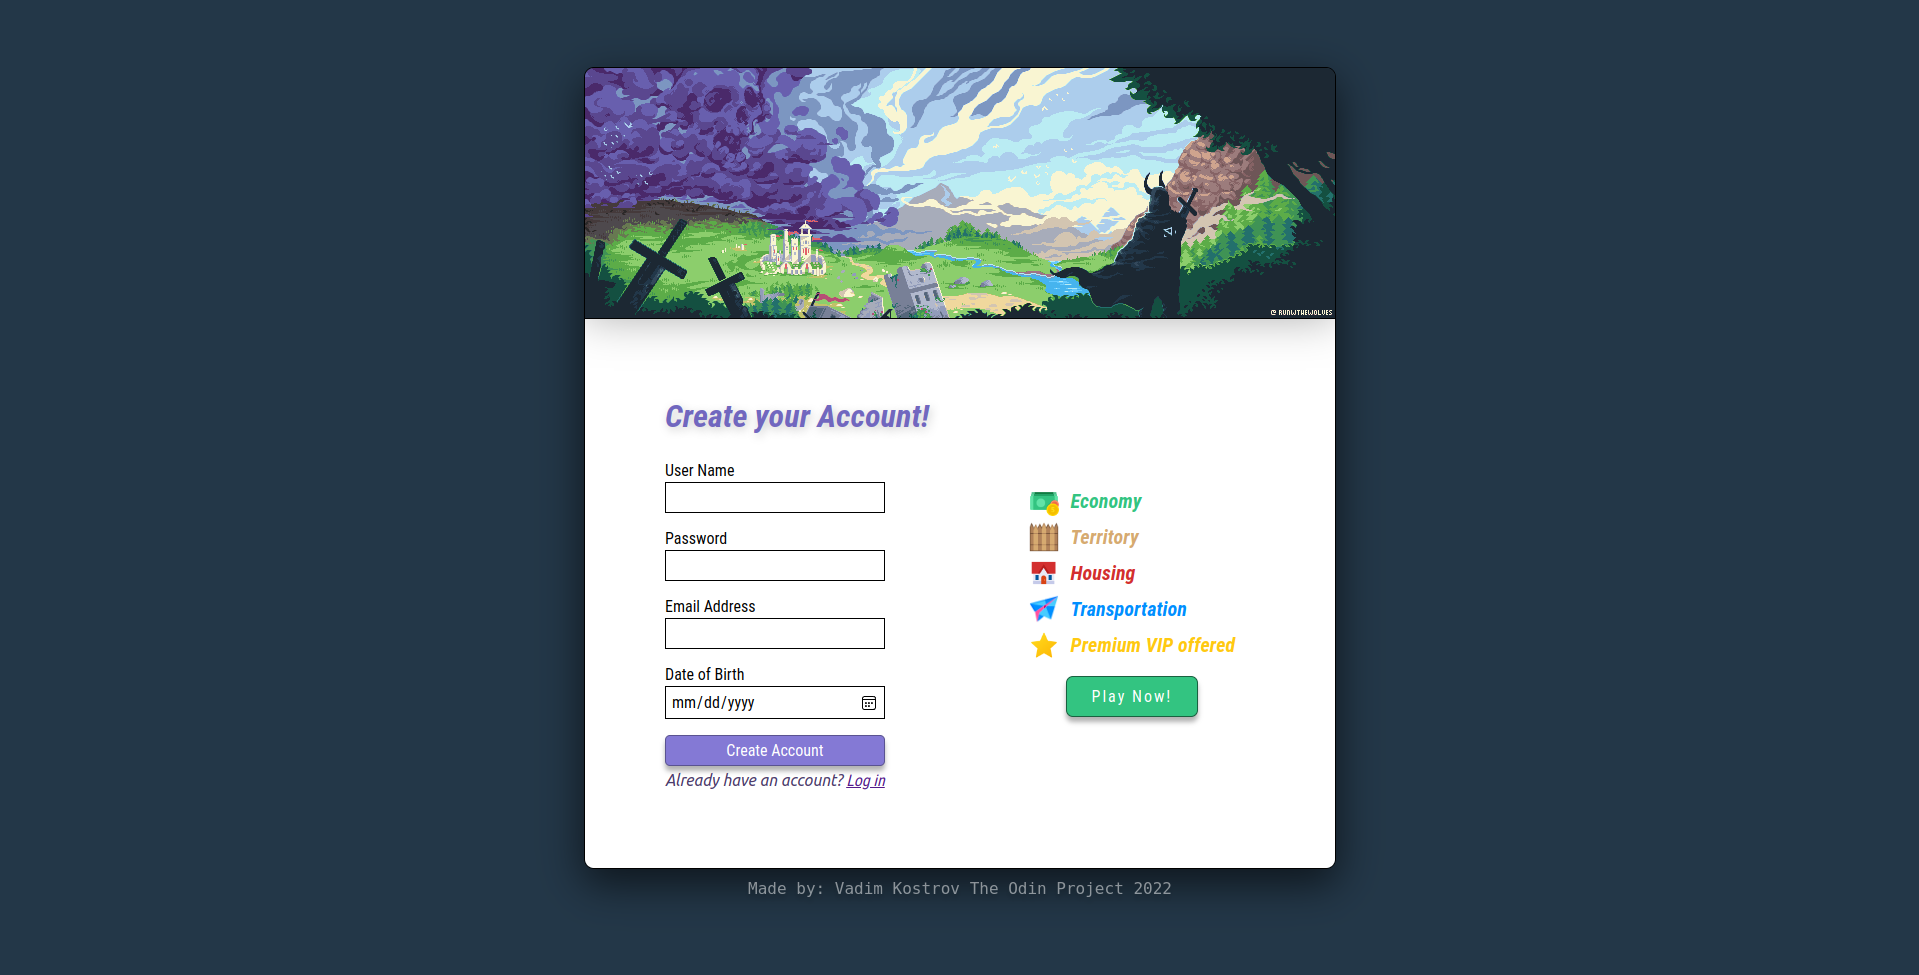 @ RUNWTHEWOLVES
Create your Account!
User Name
Password
Email Address
Date of Birth
mm/dd/yyyy
Create Account
Already have an account? Log in
Economy
Territory
Housing
Transportation
Premium VIP offered
Play Now!
Made by: Vadim Kostrov The Odin Project 2022